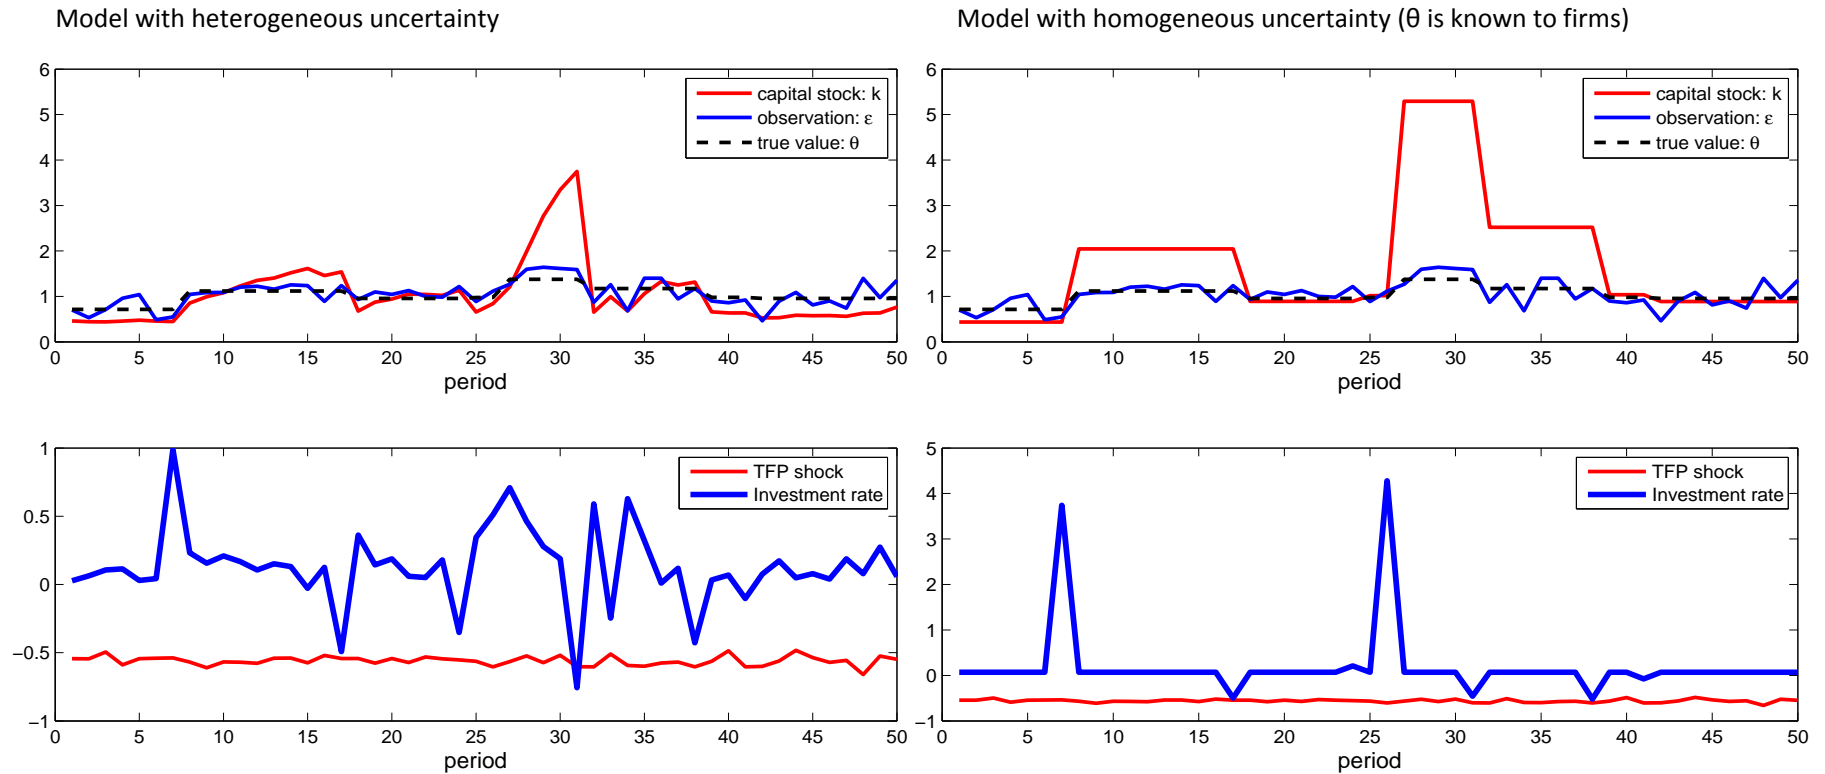 Model with heterogeneous uncertainty
Model with homogeneous uncertainty (θ is known to firms)
6
5
4
3
2
1
0
capital stock: k
observation: ε
true value: θ
0 5 10 15 20 25 30 35 40 45 50
period
6
5
4
3
2
1
0
capital stock: k
observation: ε
true value: θ
0 5 10 15 20 25 30 35 40 45 50
period
1
0.5
0
−0.5
−1
TFP shock
Investment rate
0 5 10 15 20 25 30 35 40 45 50
period
5
4
3
2
1
0
−1
TFP shock
Investment rate
0 5 10 15 20 25 30 35 40 45 50
period